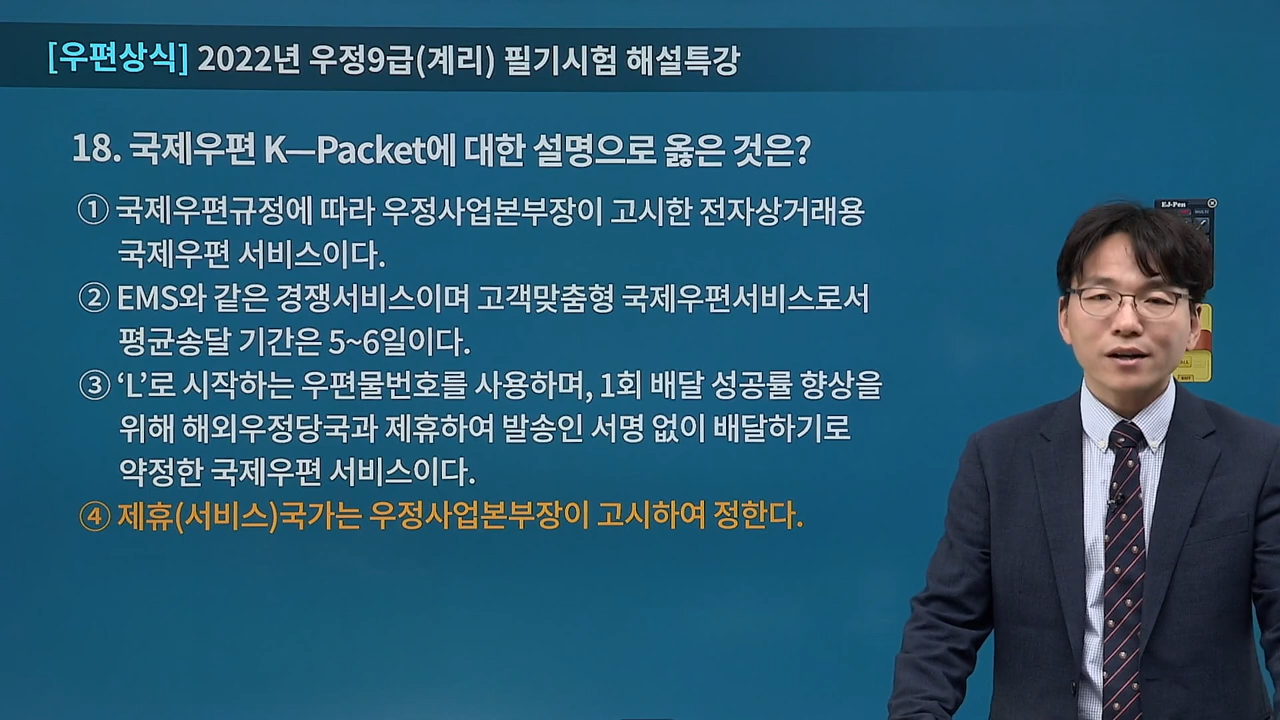 [우편상식] 2022년 우정9급(계리) 필기시험 해설특강
18. 국제우편 K—Packet에 대한 설명으로 옳은 것은?
① 국제우편규정에 따라 우정사업본부장이 고시한 전자상거래용
국제우편 서비스이다.
② EMS와 같은 경쟁서비스이며 고객맞춤형 국제우편서비스로서
평균송달 기간은 5~6일이다.
③ ‘L’로 시작하는 우편물번호를 사용하며, 1회 배달 성공률 향상을
위해 해외우정당국과 제휴하여 발송인 서명 없이 배달하기로
약정한 국제우편 서비스이다.
④ 제휴(서비스)국가는 우정사업본부장이 고시하여 정한다.
EJ-Pen